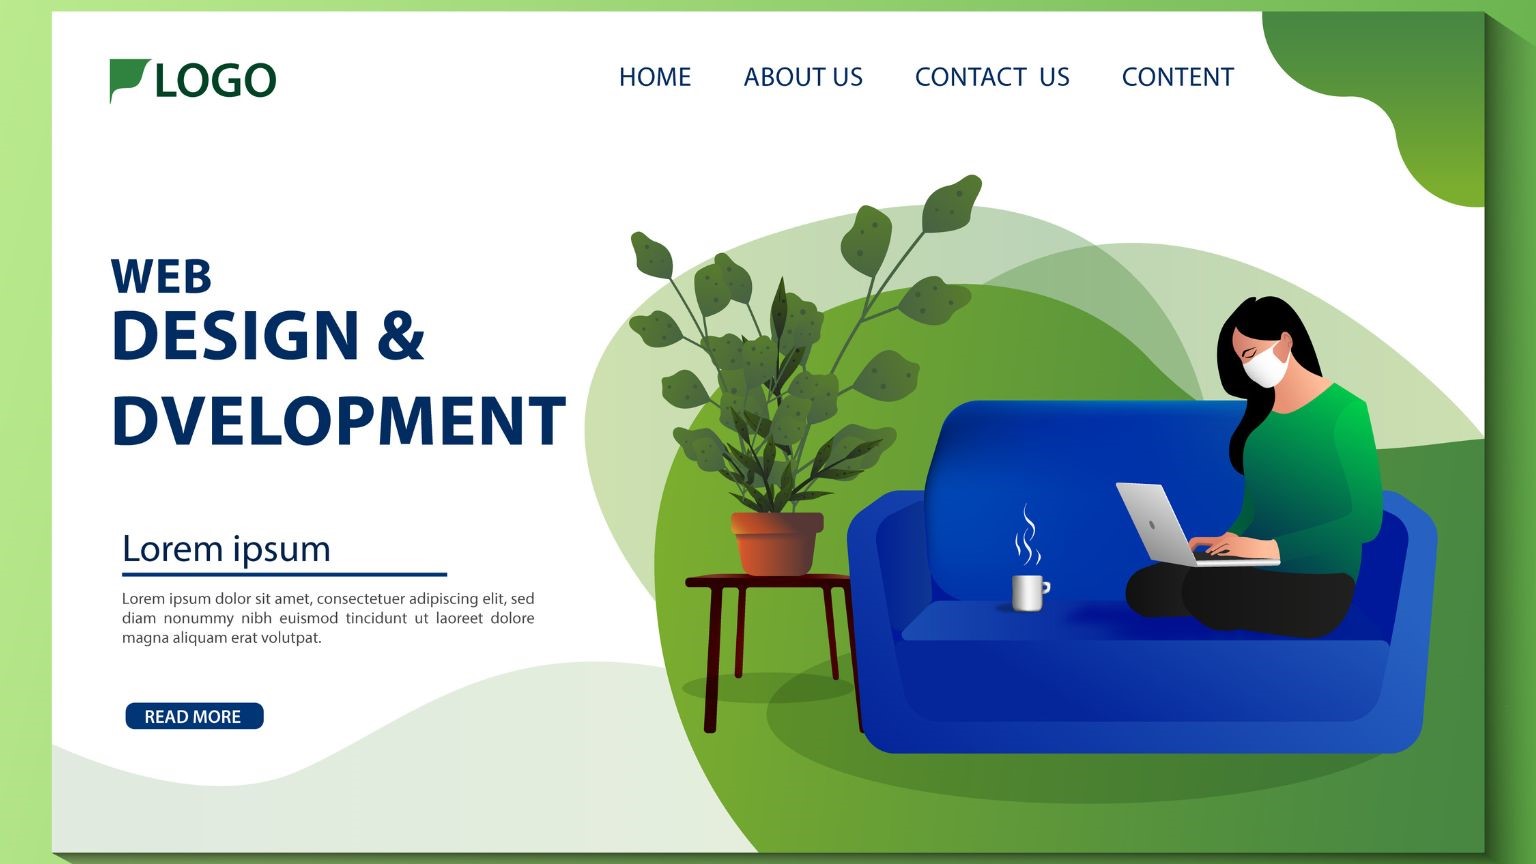 LOGO
HOME ABOUT US CONTACT US CONTENT
WEB
DESIGN &
DVELOPMENT
Lorem ipsum
Lorem ipsum dolor sit amet, consectetuer adipiscing elit, sed
diam nonummy nibh euismod tincidunt ut laoreet dolore
magna aliquam erat volutpat.
READ MORE